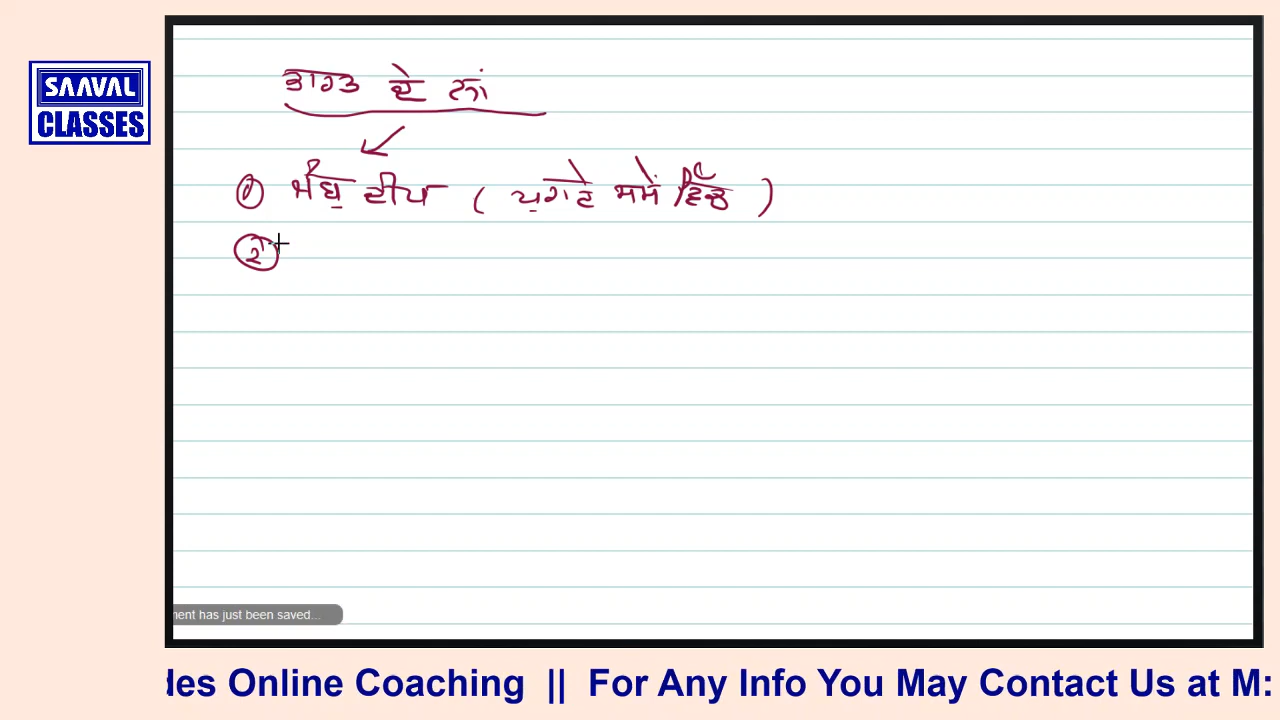 SAAVAL
CLASSES
ਭਾਰਤ ਦੇ ਨਾਂ
① ਜੰਬੂ ਦੀਪ ( ਪੁਰਾਣੇ ਸਮੇਂ ਵਿੱਚ )
②
ment has just been saved...
des Online Coaching || For Any Info You May Contact Us at M: